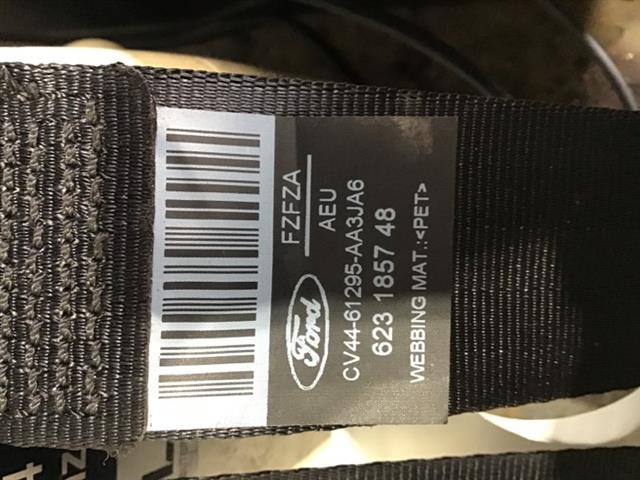 FZFZA
AEU
Ford
CV44-61295-AA3JA6
623 1857 48
WEBBING MAT.:<PET>